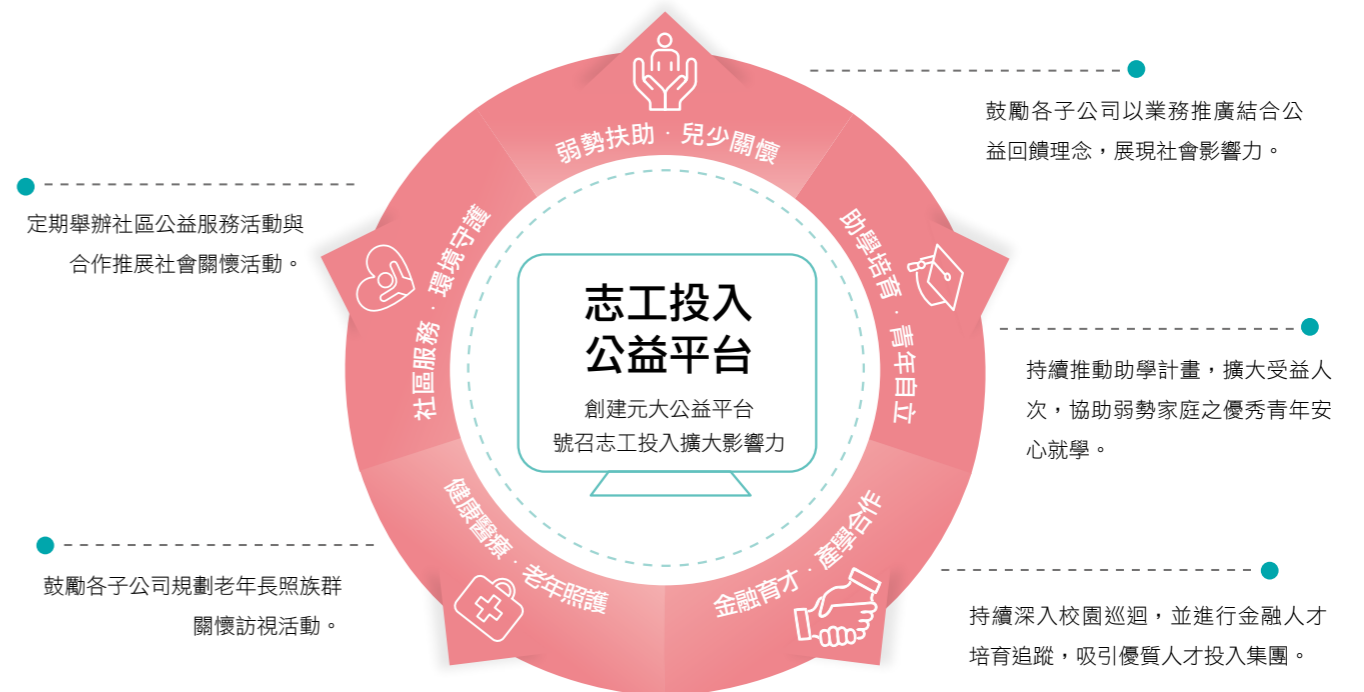 弱勢扶助．兒少關懷
鼓勵各子公司以業務推廣結合公
益回饋理念，展現社會影響力。
助學培育．青年自立
持續推動助學計畫，擴大受益人
次，協助弱勢家庭之優秀青年安
心就學。
金融育才．產學合作
持續深入校園巡迴，並進行金融人才
培育追蹤，吸引優質人才投入集團。
健康醫療．老年照護
鼓勵各子公司規劃老年長照族群
關懷訪視活動。
社區服務．環境守護
定期舉辦社區公益服務活動與
合作推展社會關懷活動。
志工投入
公益平台
創建元大公益平台
號召志工投入擴大影響力